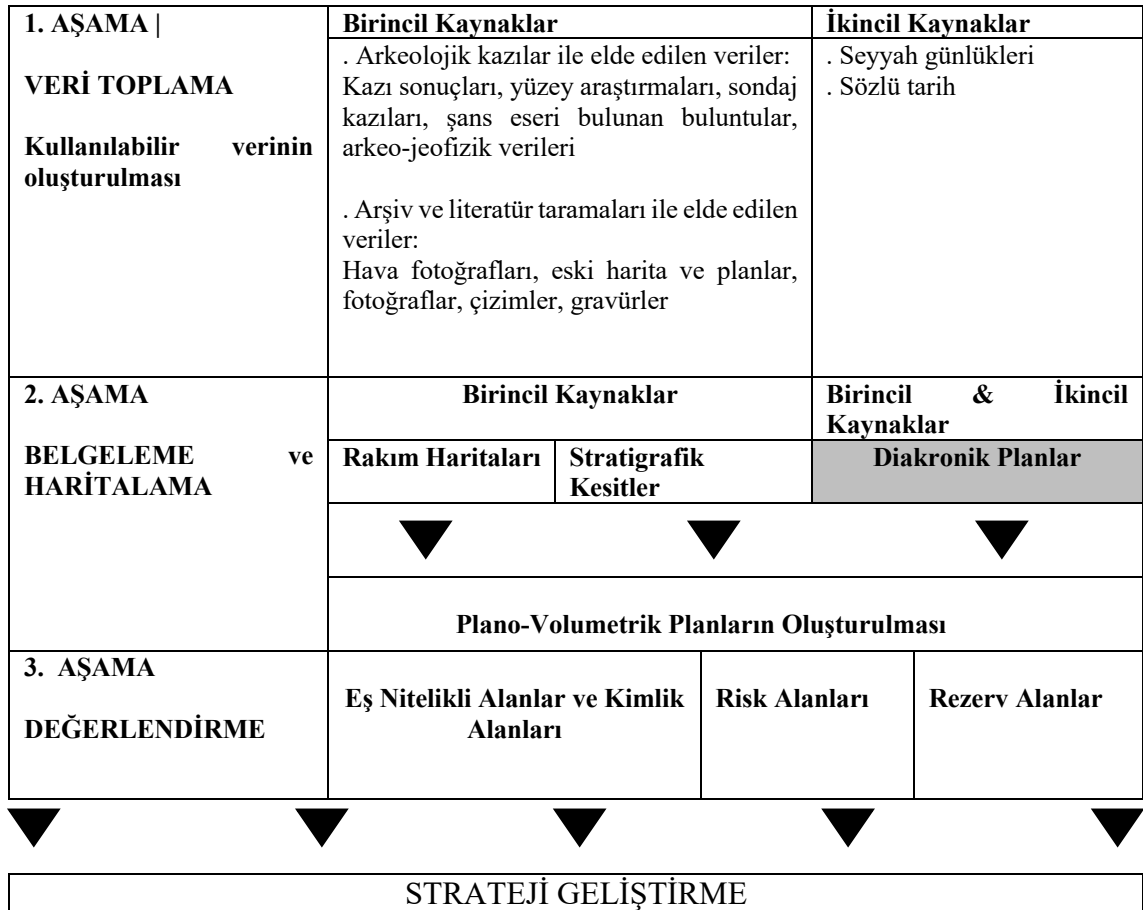 1. AŞAMA |
VERİ TOPLAMA
Kullanılabilir verinin
oluşturulması
Birincil Kaynaklar
. Arkeolojik kazılar ile elde edilen veriler:
Kazı sonuçları, yüzey araştırmaları, sondaj
kazıları, şans eseri bulunan buluntular,
arkeo-jeofizik verileri
. Arşiv ve literatür taramaları ile elde edilen
veriler:
Hava fotoğrafları, eski harita ve planlar,
fotoğraflar, çizimler, gravürler
İkincil Kaynaklar
. Seyyah günlükleri
. Sözlü tarih
2. AŞAMA
BELGELEME ve
HARİTALAMA
Birincil Kaynaklar
Birincil & İkincil
Kaynaklar
Rakım Haritaları
Stratigrafik
Kesitler
Diakronik Planlar
Plano-Volumetrik Planların Oluşturulması
3. AŞAMA
DEĞERLENDİRME
Eş Nitelikli Alanlar ve Kimlik
Alanları
Risk Alanları
Rezerv Alanlar
STRATEJİ GELİŞTİRME